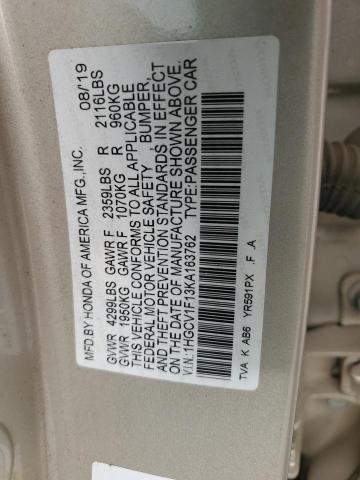 MFD.BY HONDA OF AMERICA MFG.,INC. 08/19
GVWR 4299LBS GAWR F 2359LBS R 2116LBS
GVWR 1950KG GAWR F 1070KG R 960KG
THIS VEHICLE CONFORMS TO ALL APPLICABLE
FEDERAL MOTOR VEHICLE SAFETY, BUMPER,
AND THEFT PREVENTION STANDARDS IN EFFECT
ON THE DATE OF MANUFACTURE SHOWN ABOVE.
V.I.N.:1HGCV1F13KA163762 TYPE:PASSENGER CAR
TVA K AB6 YR591PX .F .A